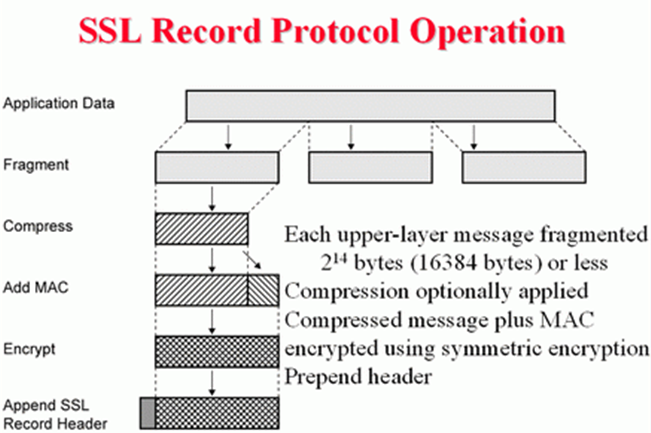 SSL Record Protocol Operation
Application Data
Fragment
Compress
Each upper-layer message fragmented
2¹⁴ bytes (16384 bytes) or less
Add MAC
Compression optionally applied
Compressed message plus MAC
Encrypt
encrypted using symmetric encryption
Prepend header
Append SSL
Record Header